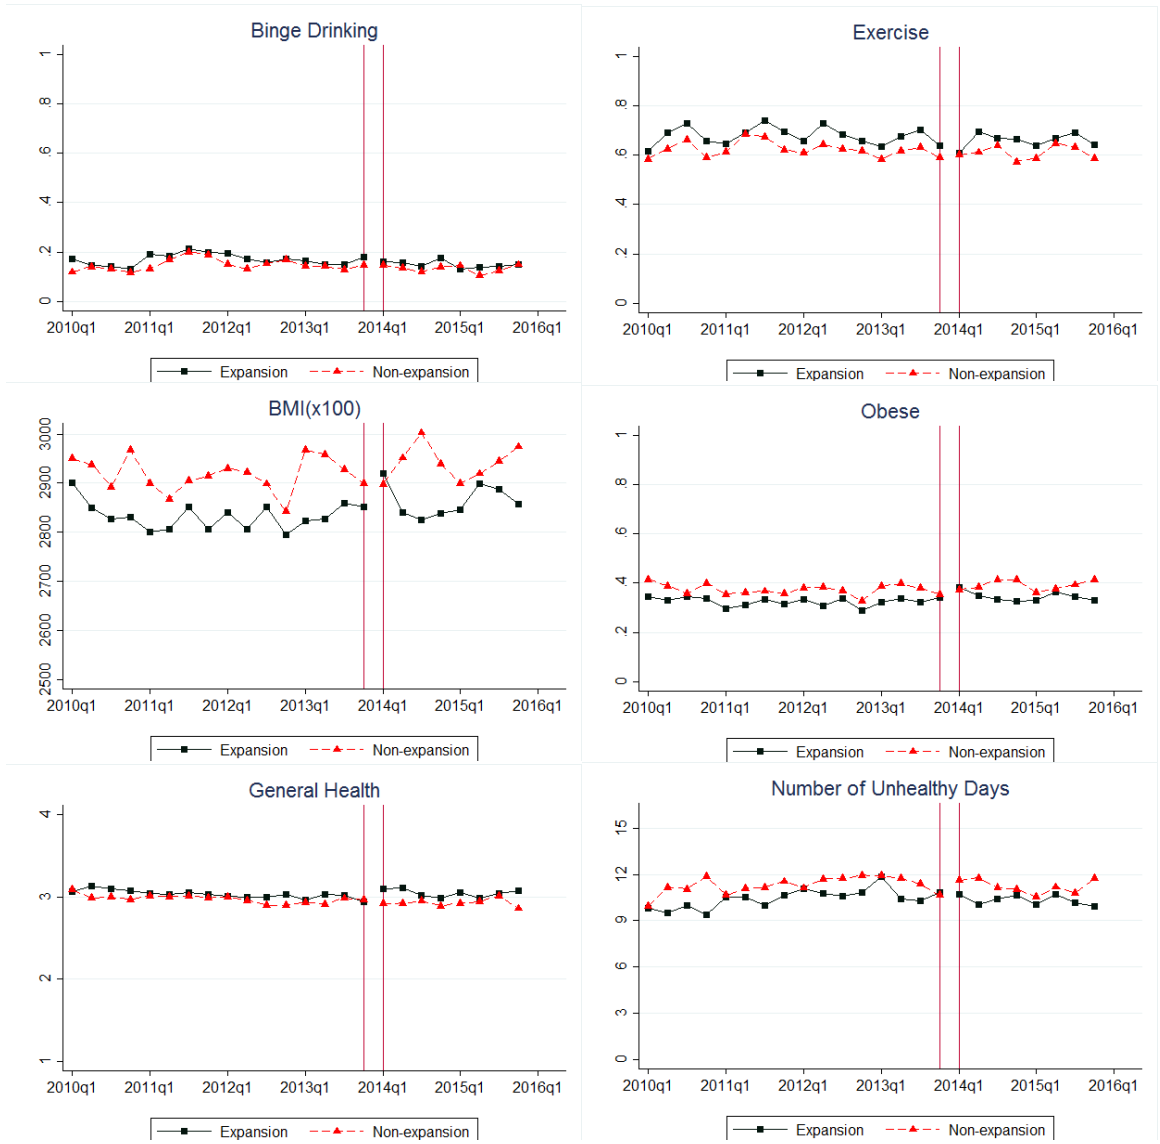 Binge Drinking
1
.8
.6
.4
.2
0
2010q1 2011q1 2012q1 2013q1 2014q1 2015q1 2016q1
Expansion Non-expansion
Exercise
1
.8
.6
.4
.2
0
2010q1 2011q1 2012q1 2013q1 2014q1 2015q1 2016q1
Expansion Non-expansion
BMI(x100)
3000
2900
2800
2700
2600
2500
2010q1 2011q1 2012q1 2013q1 2014q1 2015q1 2016q1
Expansion Non-expansion
Obese
1
.8
.6
.4
.2
0
2010q1 2011q1 2012q1 2013q1 2014q1 2015q1 2016q1
Expansion Non-expansion
General Health
4
3
2
1
2010q1 2011q1 2012q1 2013q1 2014q1 2015q1 2016q1
Expansion Non-expansion
Number of Unhealthy Days
15
12
9
6
3
0
2010q1 2011q1 2012q1 2013q1 2014q1 2015q1 2016q1
Expansion Non-expansion